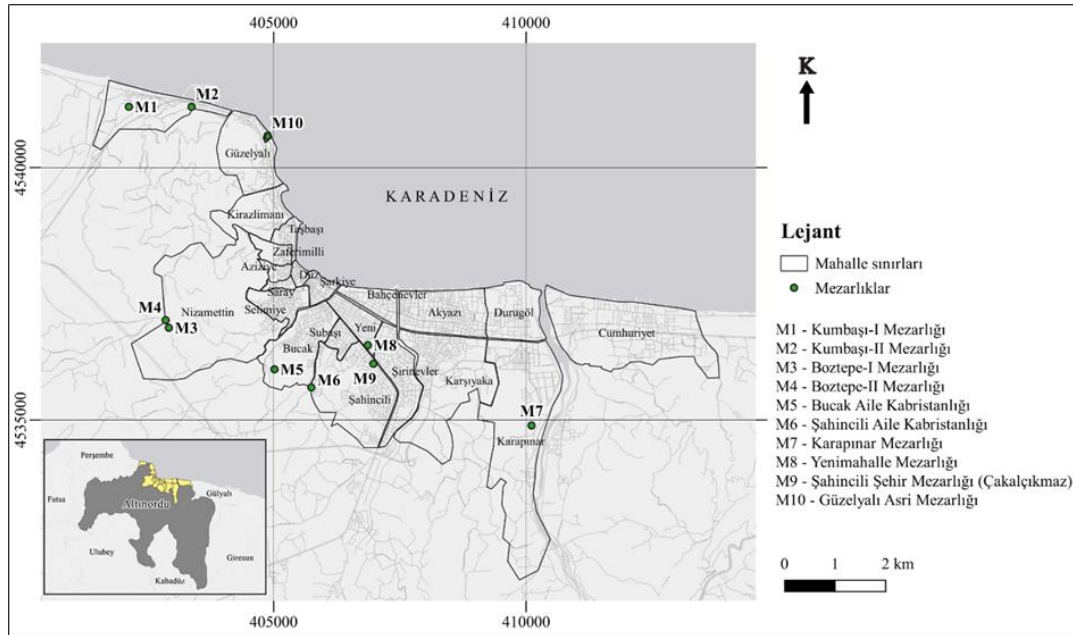 405000
410000
M1
M2
M10
Güzelyalı
4540000
KARADENİZ
Kirazlimanı
Taşbaşı
Zaferimilli
Aziziye
Düz
Şarkiye
Saray
Selimiye
Bahçelievler
Akyazı
Durugöl
Cumhuriyet
M4
M3
Nizamettin
Subaşı
Yeni
Bucak
M8
M5
M9
Şirinevler
M6
Karşıyaka
Şahincili
M7
Karapınar
4535000
Perşembe
Fatsa
Altınordu
Gülyalı
Ulubey
Giresun
Kabadüz
405000
410000
K
Lejant
Mahalle sınırları
Mezarlıklar
M1 - Kumbaşı-I Mezarlığı
M2 - Kumbaşı-II Mezarlığı
M3 - Boztepe-I Mezarlığı
M4 - Boztepe-II Mezarlığı
M5 - Bucak Aile Kabristanlığı
M6 - Şahincili Aile Kabristanlığı
M7 - Karapınar Mezarlığı
M8 - Yenimahalle Mezarlığı
M9 - Şahincili Şehir Mezarlığı (Çakalçıkmaz)
M10 - Güzelyalı Asri Mezarlığı
0 1 2 km